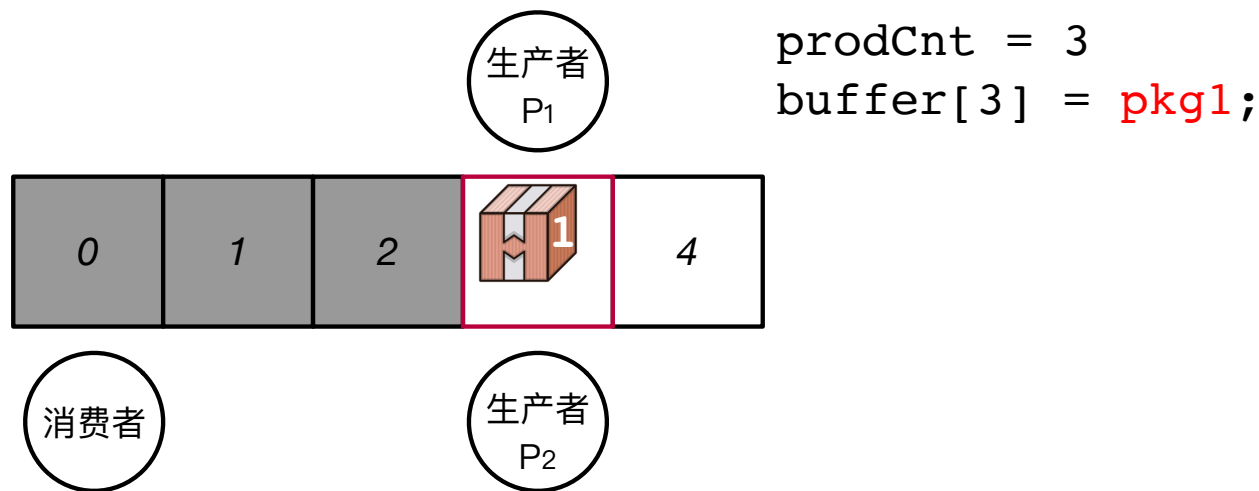 生产者
P1
prodCnt = 3
buffer[3] = pkg1;
0
1
2
1
4
消费者
生产者
P2